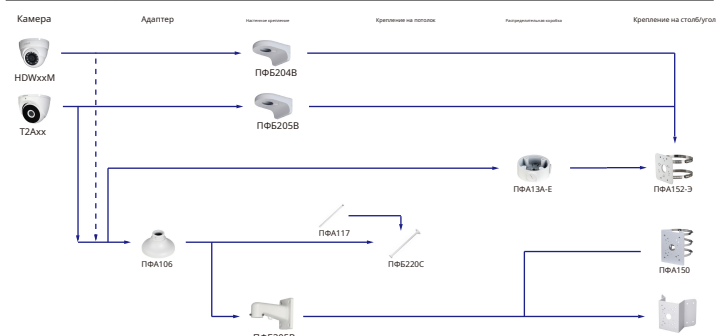 Камера
Адаптер
Настенное крепление
Крепление на потолок
Распределительная коробка
Крепление на столб/угол
HDWxxM
ПФБ204В
T2Axx
ПФБ205В
ПФА13А-Е
ПФА152-Э
ПФА117
ПФА106
ПФБ220С
ПФА150